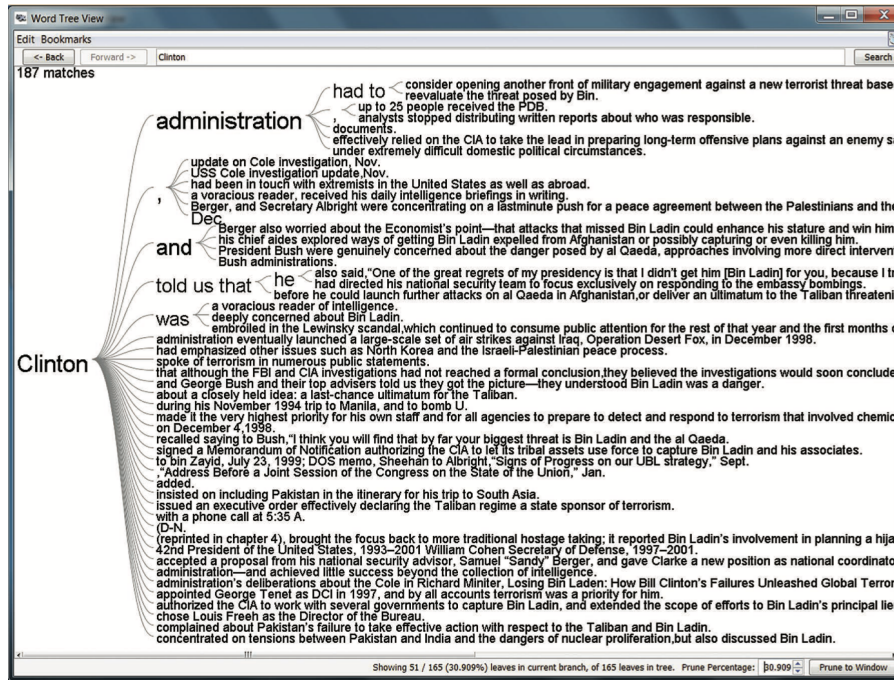 Word Tree View
Edit Bookmarks
<- Back Forward -> Clinton Search
187 matches
had to
consider opening another front of military engagement against a new terrorist threat base
reevaluate the threat posed by Bin.
administration
,
up to 25 people received the PDB.
analysts stopped distributing written reports about who was responsible.
documents.
effectively relied on the CIA to take the lead in preparing long-term offensive plans against an enemy sa
under extremely difficult domestic political circumstances.
,
update on Cole investigation, Nov.
USS Cole investigation update,Nov.
had been in touch with extremists in the United States as well as abroad.
a voracious reader, received his daily intelligence briefings in writing.
Berger, and Secretary Albright were concentrating on a lastminute push for a peace agreement between the Palestinians and the
Dec
and
Berger also worried about the Economist's point—that attacks that missed Bin Ladin could enhance his stature and win him
his chief aides explored ways of getting Bin Ladin expelled from Afghanistan or possibly capturing or even killing him.
President Bush were genuinely concerned about the danger posed by al Qaeda, approaches involving more direct intervent
Bush administrations.
told us that
he
also said,"One of the great regrets of my presidency is that I didn't get him [Bin Ladin] for you, because I tr
had directed his national security team to focus exclusively on responding to the embassy bombings.
before he could launch further attacks on al Qaeda in Afghanistan,or deliver an ultimatum to the Taliban threateni
was
a voracious reader of intelligence.
deeply concerned about Bin Ladin.
embroiled in the Lewinsky scandal,which continued to consume public attention for the rest of that year and the first months o
Clinton
administration eventually launched a large-scale set of air strikes against Iraq, Operation Desert Fox, in December 1998.
had emphasized other issues such as North Korea and the Israeli-Palestinian peace process.
spoke of terrorism in numerous public statements.
that although the FBI and CIA investigations had not reached a formal conclusion,they believed the investigations would soon conclude
and George Bush and their top advisers told us they got the picture—they understood Bin Ladin was a danger.
about a closely held idea: a last-chance ultimatum for the Taliban.
during his November 1994 trip to Manila, and to bomb U.
made it the very highest priority for his own staff and for all agencies to prepare to detect and respond to terrorism that involved chemic
on December 4,1998.
recalled saying to Bush,"I think you will find that by far your biggest threat is Bin Ladin and the al Qaeda.
signed a Memorandum of Notification authorizing the CIA to let its tribal assets use force to capture Bin Ladin and his associates.
to bin Zayid, July 23, 1999; DOS memo, Sheehan to Albright,"Signs of Progress on our UBL strategy," Sept.
,"Address Before a Joint Session of the Congress on the State of the Union," Jan.
added.
insisted on including Pakistan in the itinerary for his trip to South Asia.
issued an executive order effectively declaring the Taliban regime a state sponsor of terrorism.
with a phone call at 5:35 A.
(D-N.
(reprinted in chapter 4), brought the focus back to more traditional hostage taking; it reported Bin Ladin's involvement in planning a hija
42nd President of the United States, 1993–2001 William Cohen Secretary of Defense, 1997–2001.
accepted a proposal from his national security advisor, Samuel "Sandy" Berger, and gave Clarke a new position as national coordinato
administration—and achieved little success beyond the collection of intelligence.
administration's deliberations about the Cole in Richard Miniter, Losing Bin Laden: How Bill Clinton's Failures Unleashed Global Terror
appointed George Tenet as DCI in 1997, and by all accounts terrorism was a priority for him.
authorized the CIA to work with several governments to capture Bin Ladin, and extended the scope of efforts to Bin Ladin's principal lie
chose Louis Freeh as the Director of the Bureau.
complained about Pakistan's failure to take effective action with respect to the Taliban and Bin Ladin.
concentrated on tensions between Pakistan and India and the dangers of nuclear proliferation,but also discussed Bin Ladin.
Showing 51 / 165 (30.909%) leaves in current branch, of 165 leaves in tree. Prune Percentage: 30.909 Prune to Window